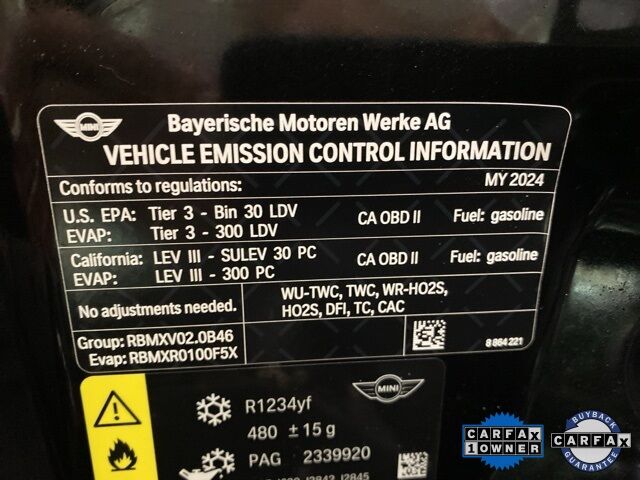 MINI
Bayerische Motoren Werke AG
VEHICLE EMISSION CONTROL INFORMATION
Conforms to regulations: MY 2024
U.S. EPA: Tier 3 - Bin 30 LDV CA OBD II Fuel: gasoline
EVAP: Tier 3 - 300 LDV
California: LEV III - SULEV 30 PC CA OBD II Fuel: gasoline
EVAP: LEV III - 300 PC
No adjustments needed.
WU-TWC, TWC, WR-HO2S,
HO2S, DFI, TC, CAC
Group: RBMXV02.0B46
Evap: RBMXR0100F5X
8 864 221
MINI
R1234yf
480 ± 15 g
PAG 2339920
J2845
CARFAX
1 OWNER
BUYBACK
CARFAX
GUARANTEE